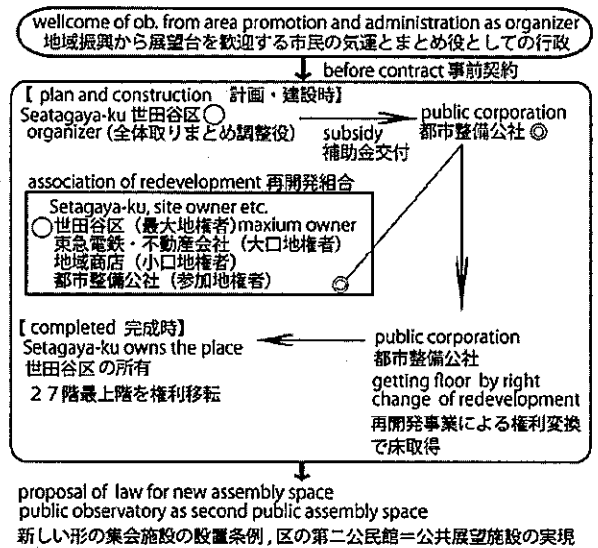 wellcome of ob. from area promotion and administration as organizer
地域振興から展望台を歓迎する市民の気運とまとめ役としての行政
before contract 事前契約
【 plan and construction 計画・建設時】
Seatagaya-ku 世田谷区○
organizer (全体取りまとめ調整役)
subsidy
補助金交付
public corporation
都市整備公社 ◎
association of redevelopment 再開発組合
Setagaya-ku, site owner etc.
○世田谷区（最大地権者）maxium owner
東急電鉄・不動産会社（大口地権者）
地域商店（小口地権者）
都市整備公社（参加地権者） ◎
【 completed 完成時】
Setagaya-ku owns the place
世田谷区の所有
２７階最上階を権利移転
public corporation
都市整備公社
getting floor by right
change of redevelopment
再開発事業による権利変換
で床取得
proposal of law for new assembly space
public observatory as second public assembly space
新しい形の集会施設の設置条例，区の第二公民館＝公共展望施設の実現